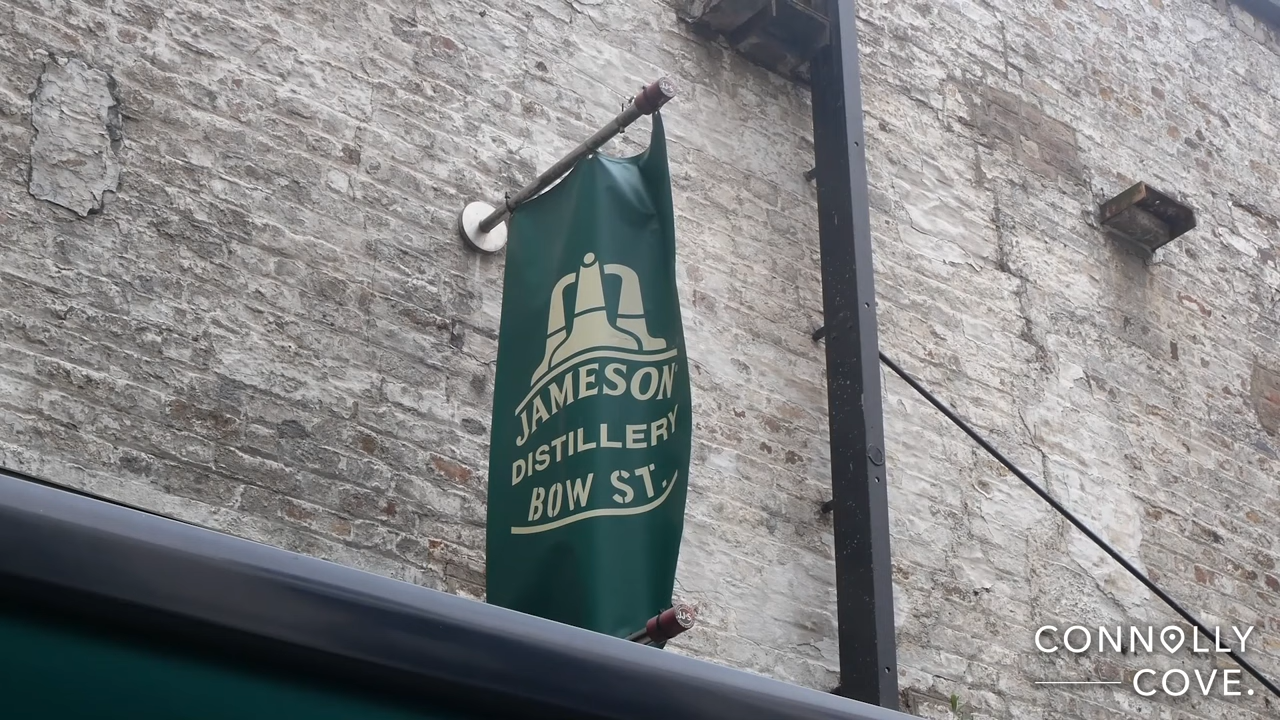 JAMESON
DISTILLERY
BOW ST.
CONNOLLY
COVE.